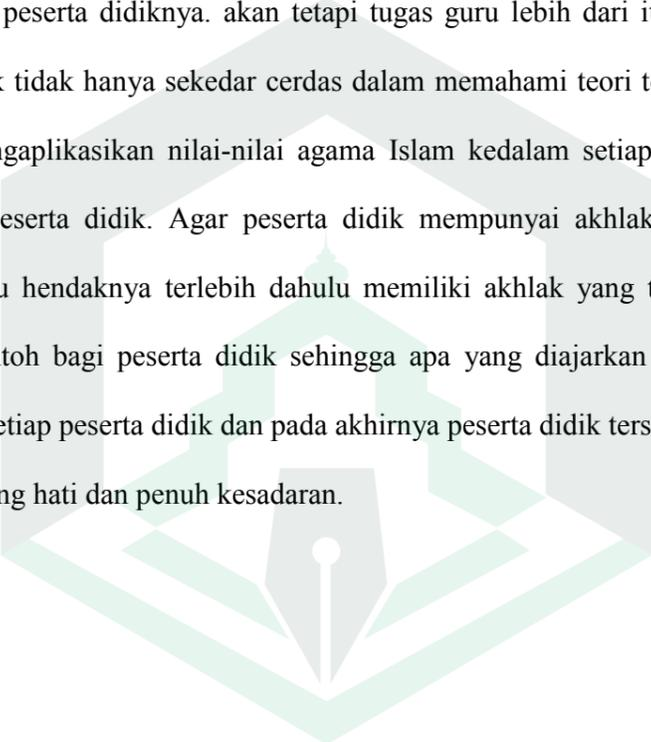 peserta didiknya. akan tetapi tugas guru lebih dari
tidak hanya sekedar cerdas dalam memahami teori
ngaplikasikan nilai-nilai agama Islam kedalam setiap
eserta didik. Agar peserta didik mempunyai akhlak
u hendaknya terlebih dahulu memiliki akhlak yang
toh bagi peserta didik sehingga apa yang diajarkan
etiap peserta didik dan pada akhirnya peserta didik ters
ng hati dan penuh kesadaran.